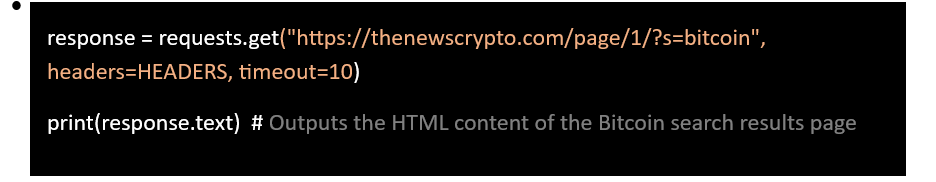 response = requests.get("https://thenewscrypto.com/page/1/?s=bitcoin",
headers=HEADERS, timeout=10)
print(response.text)  # Outputs the HTML content of the Bitcoin search results page